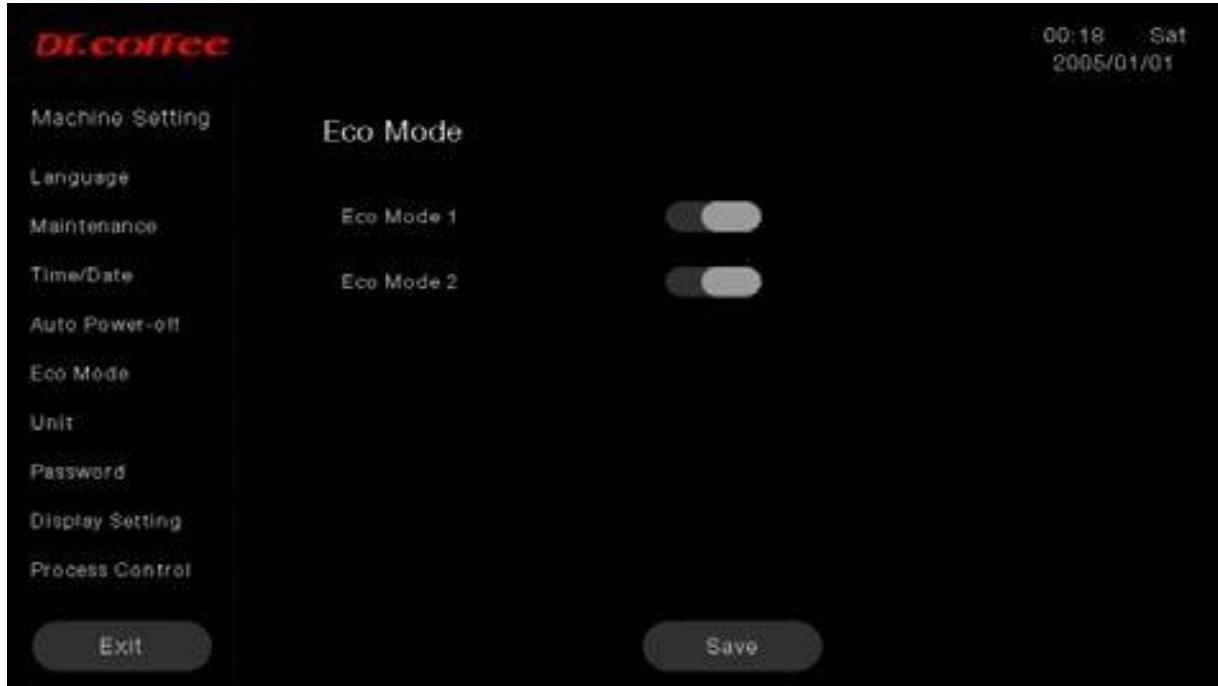 Dr.coffee
00:18 Sat
2005/01/01
Machine Setting
Language
Maintenance
Time/Date
Auto Power-off
Eco Mode
Unit
Password
Display Setting
Process Control
Exit
Eco Mode
Eco Mode 1
Eco Mode 2
Save